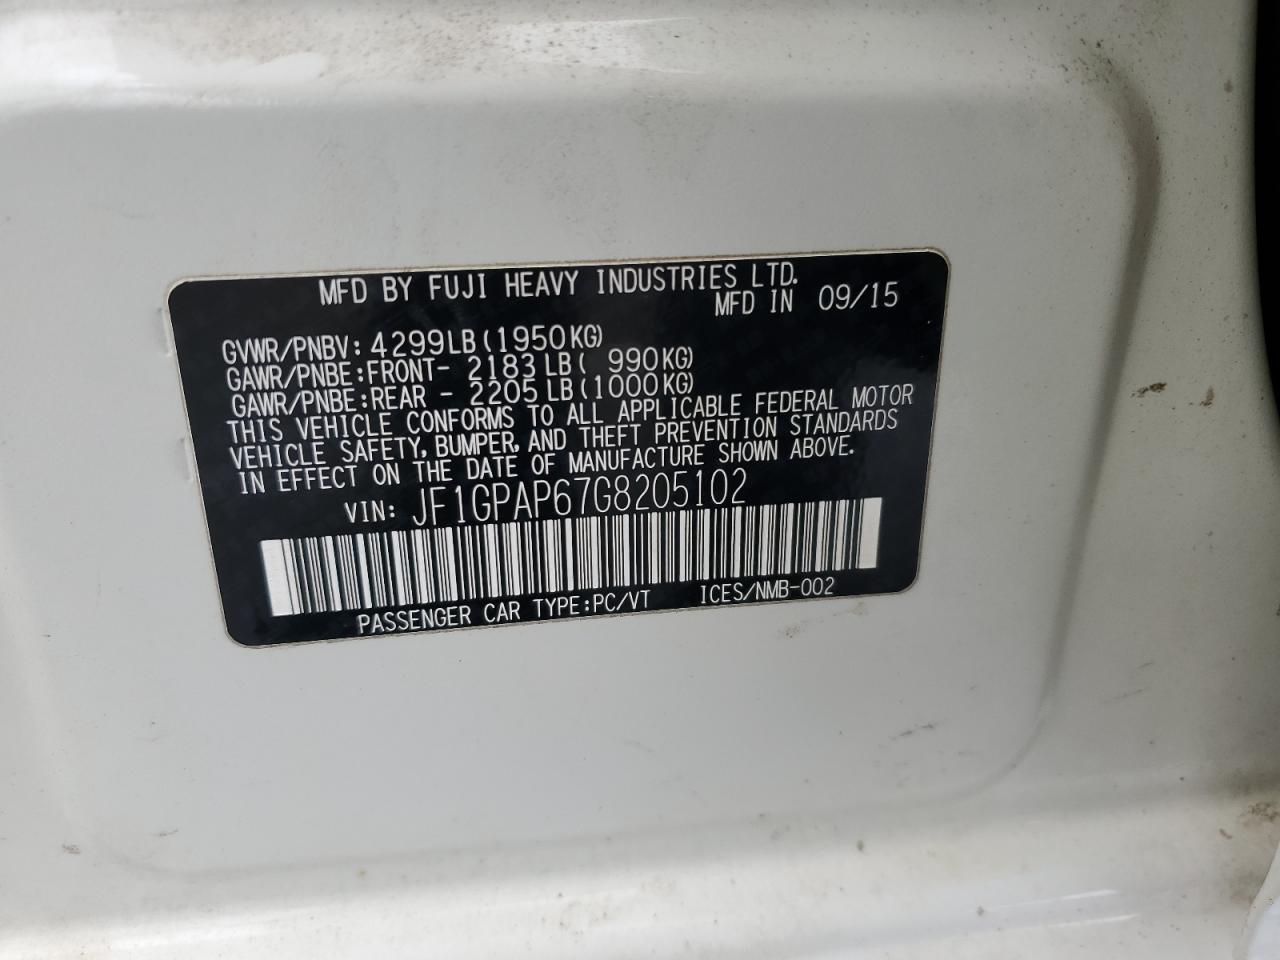 MFD BY FUJI HEAVY INDUSTRIES LTD.
MFD IN 09/15
GVWR/PNBV: 4299LB(1950KG)
GAWR/PNBE:FRONT- 2183LB( 990KG)
GAWR/PNBE:REAR - 2205LB(1000KG)
THIS VEHICLE CONFORMS TO ALL APPLICABLE FEDERAL MOTOR
VEHICLE SAFETY, BUMPER, AND THEFT PREVENTION STANDARDS
IN EFFECT ON THE DATE OF MANUFACTURE SHOWN ABOVE.
VIN: JF1GPAP67G8205102
PASSENGER CAR TYPE:PC/VT ICES/NMB-002